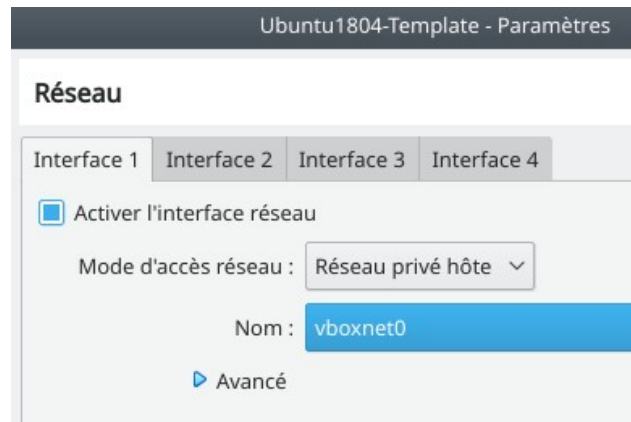 Ubuntu1804-Template - Paramètres
Réseau
Interface 1 Interface 2 Interface 3 Interface 4
Activer l'interface réseau
Mode d'accès réseau : Réseau privé hôte
Nom : vboxnet0
Avancé